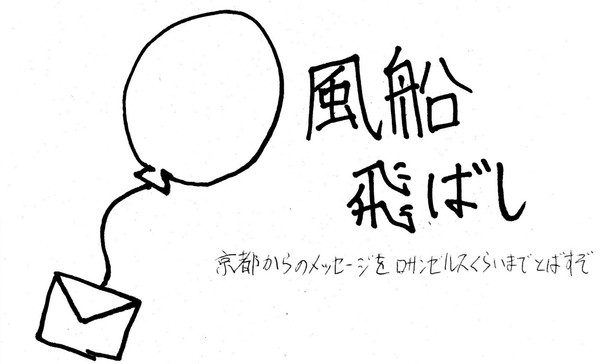 風船
飛ばし
京都からのメッセージをロサンゼルスくらいまでとばすぞ